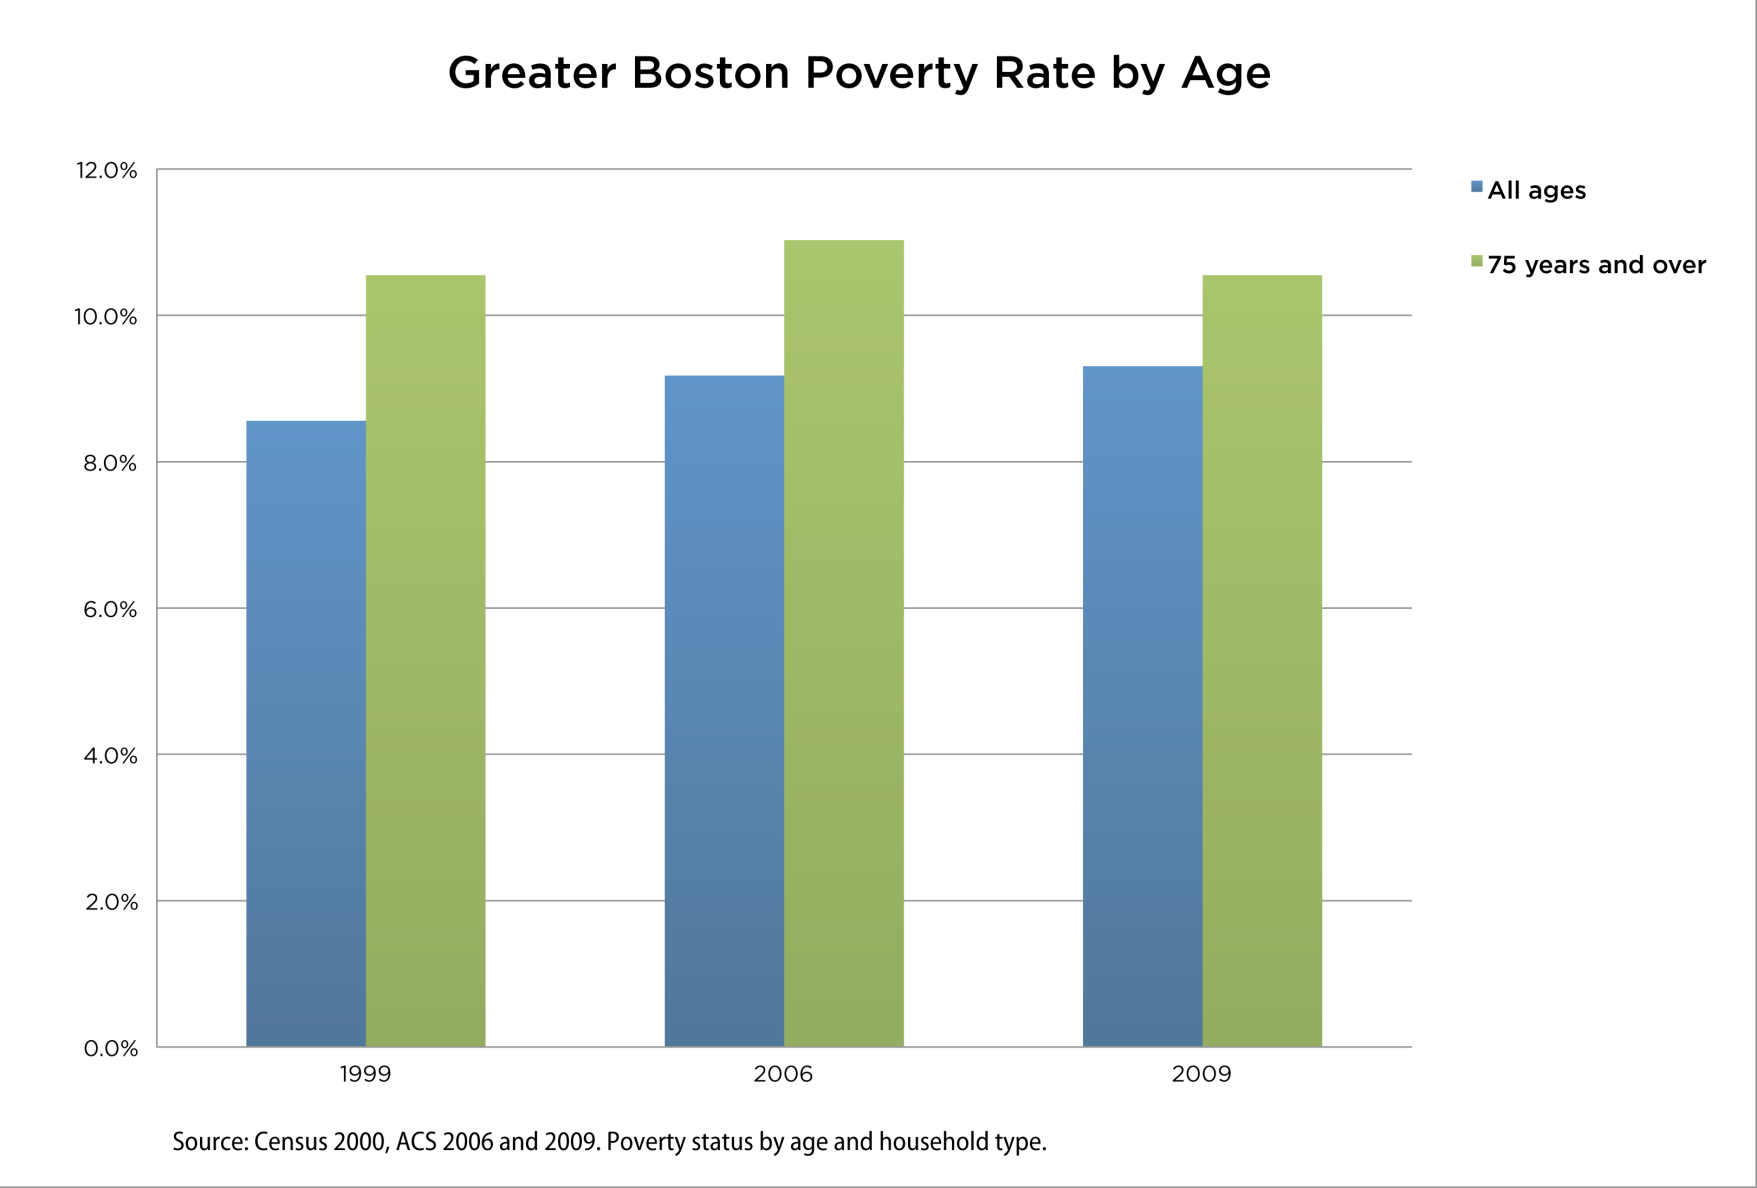 Greater Boston Poverty Rate by Age
12.0%
10.0%
8.0%
6.0%
4.0%
2.0%
0.0%
1999
2006
2009
All ages
75 years and over
Source: Census 2000, ACS 2006 and 2009. Poverty status by age and household type.